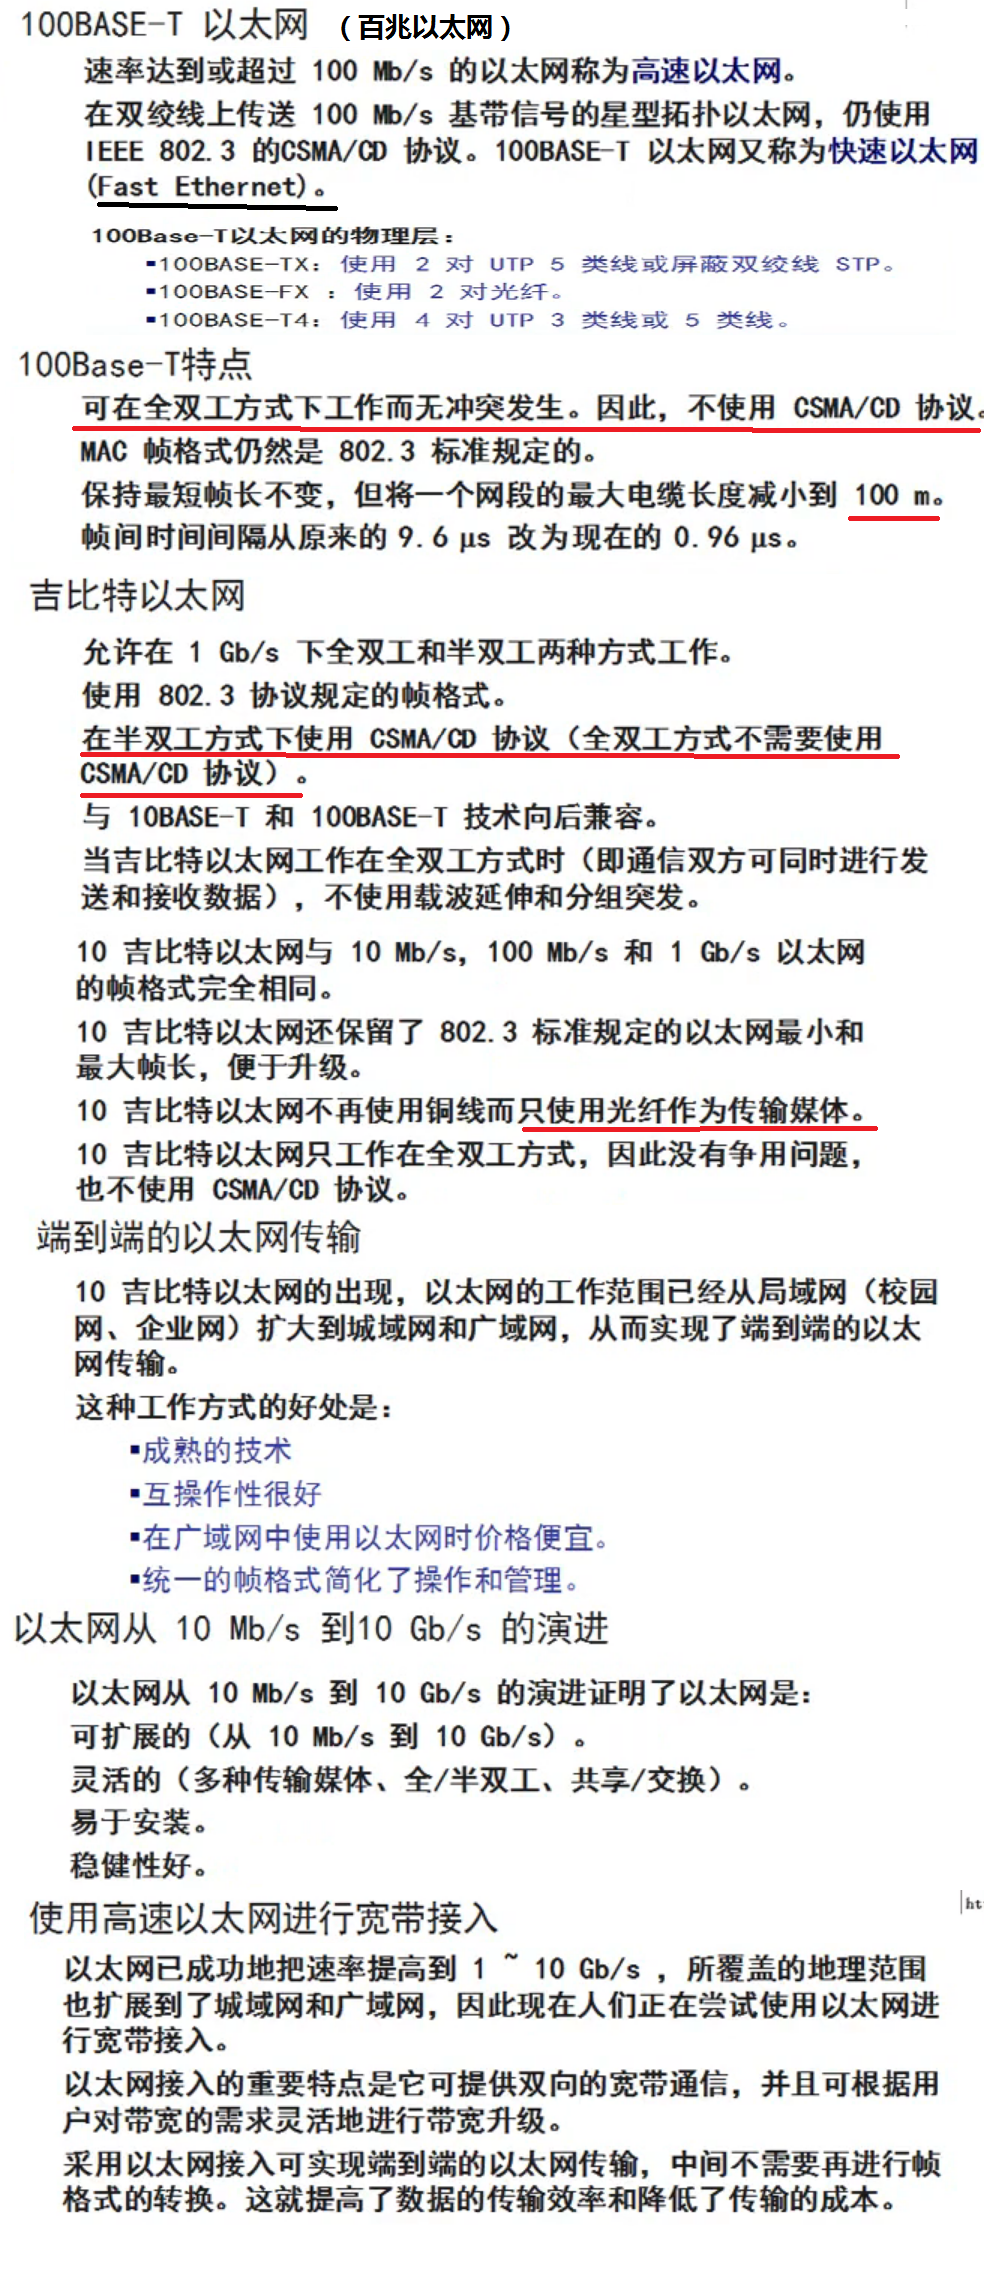 100BASE-T 以太网 （百兆以太网）
速率达到或超过 100 Mb/s 的以太网称为高速以太网。
在双绞线上传送 100 Mb/s 基带信号的星型拓扑以太网，仍使用
IEEE 802.3 的CSMA/CD 协议。100BASE-T 以太网又称为快速以太网
(Fast Ethernet)。
100Base-T以太网的物理层：
▪100BASE-TX：使用 2 对 UTP 5 类线或屏蔽双绞线 STP。
▪100BASE-FX ：使用 2 对光纤。
▪100BASE-T4：使用 4 对 UTP 3 类线或 5 类线。
100Base-T特点
可在全双工方式下工作而无冲突发生。因此，不使用 CSMA/CD 协议。
MAC 帧格式仍然是 802.3 标准规定的。
保持最短帧长不变，但将一个网段的最大电缆长度减小到 100 m。
帧间时间间隔从原来的 9.6 μs 改为现在的 0.96 μs。
吉比特以太网
允许在 1 Gb/s 下全双工和半双工两种方式工作。
使用 802.3 协议规定的帧格式。
在半双工方式下使用 CSMA/CD 协议（全双工方式不需要使用
CSMA/CD 协议）。
与 10BASE-T 和 100BASE-T 技术向后兼容。
当吉比特以太网工作在全双工方式时（即通信双方可同时进行发
送和接收数据），不使用载波延伸和分组突发。
10 吉比特以太网与 10 Mb/s，100 Mb/s 和 1 Gb/s 以太网
的帧格式完全相同。
10 吉比特以太网还保留了 802.3 标准规定的以太网最小和
最大帧长，便于升级。
10 吉比特以太网不再使用铜线而只使用光纤作为传输媒体。
10 吉比特以太网只工作在全双工方式，因此没有争用问题，
也不使用 CSMA/CD 协议。
端到端的以太网传输
10 吉比特以太网的出现，以太网的工作范围已经从局域网（校园
网、企业网）扩大到城域网和广域网，从而实现了端到端的以太
网传输。
这种工作方式的好处是：
▪成熟的技术
▪互操作性很好
▪在广域网中使用以太网时价格便宜。
▪统一的帧格式简化了操作和管理。
以太网从 10 Mb/s 到10 Gb/s 的演进
以太网从 10 Mb/s 到 10 Gb/s 的演进证明了以太网是：
可扩展的（从 10 Mb/s 到 10 Gb/s）。
灵活的（多种传输媒体、全/半双工、共享/交换）。
易于安装。
稳健性好。
使用高速以太网进行宽带接入
ht
以太网已成功地把速率提高到 1 ~ 10 Gb/s ，所覆盖的地理范围
也扩展到了城域网和广域网，因此现在人们正在尝试使用以太网进
行宽带接入。
以太网接入的重要特点是它可提供双向的宽带通信，并且可根据用
户对带宽的需求灵活地进行带宽升级。
采用以太网接入可实现端到端的以太网传输，中间不需要再进行帧
格式的转换。这就提高了数据的传输效率和降低了传输的成本。